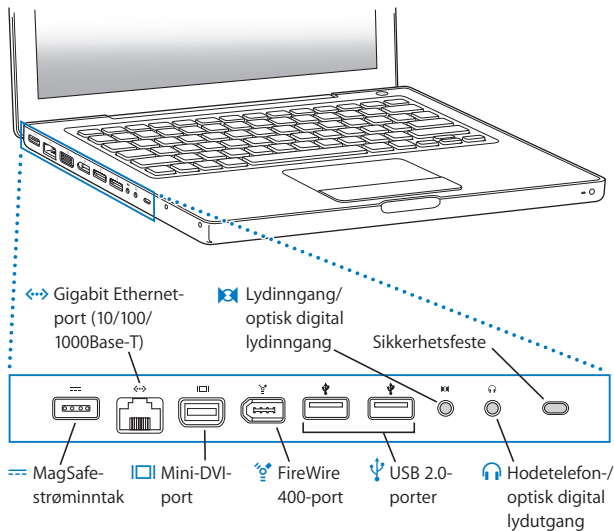 Gigabit Ethernet-
port (10/100/
1000Base-T)
Lydinngang/
optisk digital
lydinngang
Sikkerhetsfeste
MagSafe-
strøminntak
Mini-DVI-
port
FireWire
400-port
USB 2.0-
porter
Hodetelefon-/
optisk digital
lydutgang